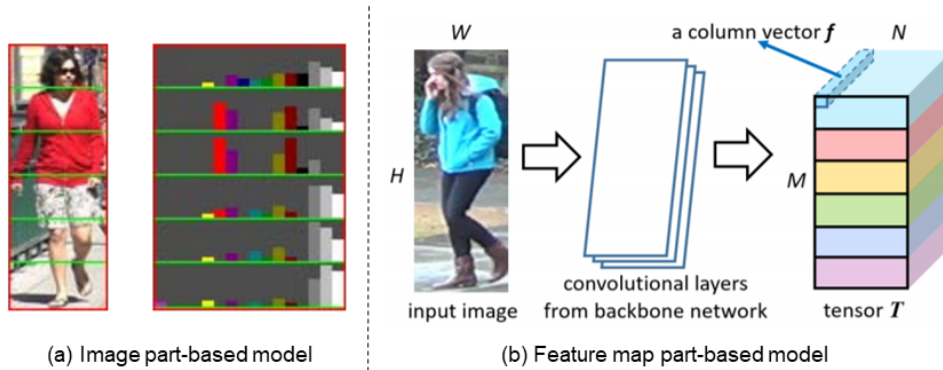 W
H
input image
convolutional layers
from backbone network
a column vector f
N
M
tensor T
(a) Image part-based model
(b) Feature map part-based model